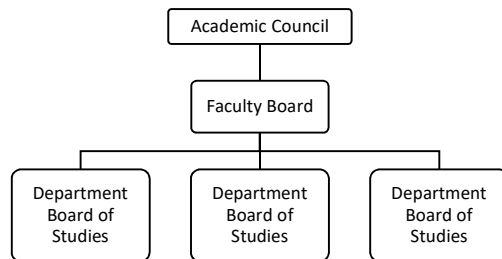 Academic Council
Faculty Board
Department
Board of
Studies
Department
Board of
Studies
Department
Board of
Studies